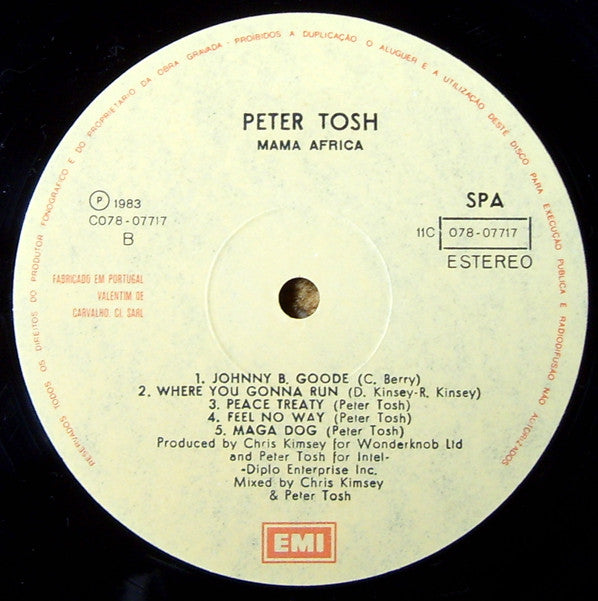 RESERVADOS TODOS OS DIREITOS DO PRODUTOR FONOGRAFICO E DO PROPRIETARIO DA OBRA GRAVADA - PROIBIDOS A DUPLICAÇÃO O ALUGUER E A UTILIZAÇÃO DESTE DISCO PARA EXECUÇÃO PUBLICA E RADIODIFUSÃO NÃO AUTORIZADOS
PETER TOSH
MAMA AFRICA
Ⓟ 1983
C078-07717
B
SPA
11C 078-07717
ESTEREO
FABRICADO EM PORTUGAL
VALENTIM DE
CARVALHO, CI, SARL
1. JOHNNY B. GOODE (C. Berry)
2. WHERE YOU GONNA RUN (D. Kinsey-R. Kinsey)
3. PEACE TREATY (Peter Tosh)
4. FEEL NO WAY (Peter Tosh)
5. MAGA DOG (Peter Tosh)
Produced by Chris Kimsey for Wonderknob Ltd
and Peter Tosh for Intel-
-Diplo Enterprise Inc.
Mixed by Chris Kimsey
& Peter Tosh
EMI